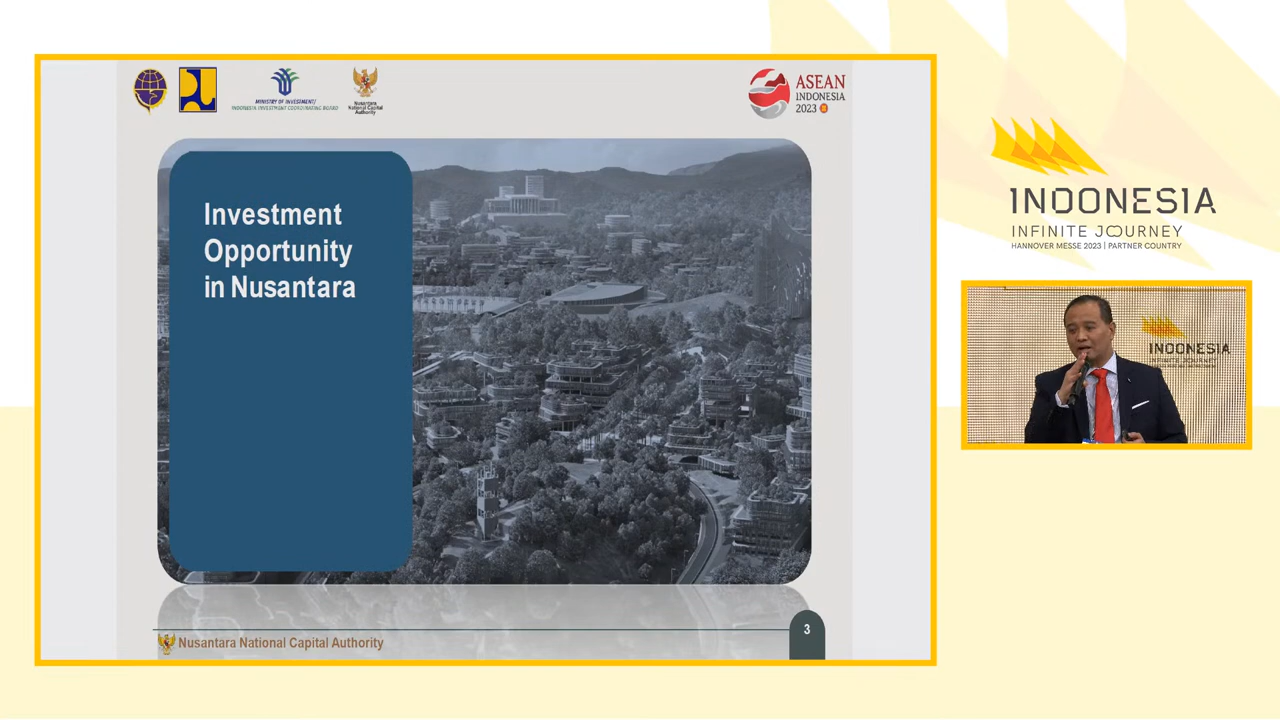 MINISTRY OF INVESTMENT/
INDONESIA INVESTMENT COORDINATING BOARD
Nusantara
National Capital
Authority
ASEAN
INDONESIA
2023
Investment
Opportunity
in Nusantara
Nusantara National Capital Authority
3
INDONESIA
INFINITE JOURNEY
HANNOVER MESSE 2023 | PARTNER COUNTRY
INDONESIA